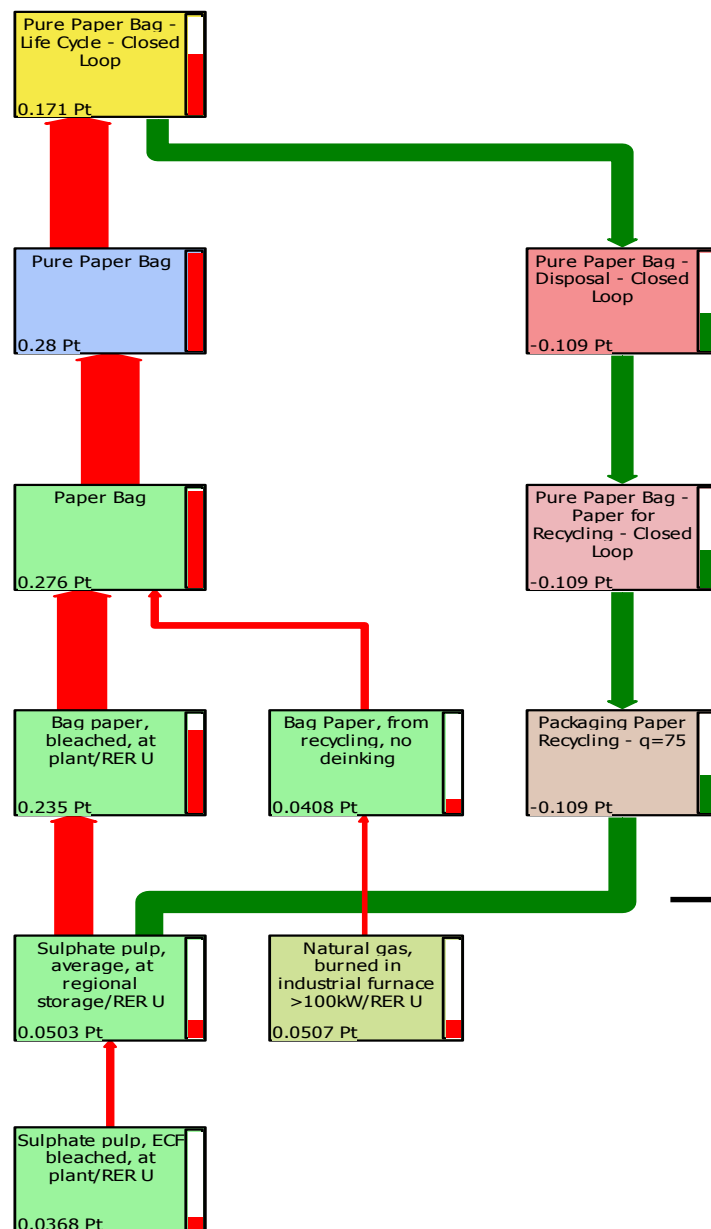 Pure Paper Bag -
Life Cycle - Closed
Loop
0.171 Pt
Pure Paper Bag
0.28 Pt
Pure Paper Bag -
Disposal - Closed
Loop
-0.109 Pt
Paper Bag
0.276 Pt
Pure Paper Bag -
Paper for
Recycling - Closed
Loop
-0.109 Pt
Bag paper,
bleached, at
plant/RER U
0.235 Pt
Bag Paper, from
recycling, no
deinking
0.0408 Pt
Packaging Paper
Recycling - q=75
-0.109 Pt
Sulphate pulp,
average, at
regional
storage/RER U
0.0503 Pt
Natural gas,
burned in
industrial furnace
>100kW/RER U
0.0507 Pt
Sulphate pulp, ECF
bleached, at
plant/RER U
0.0368 Pt